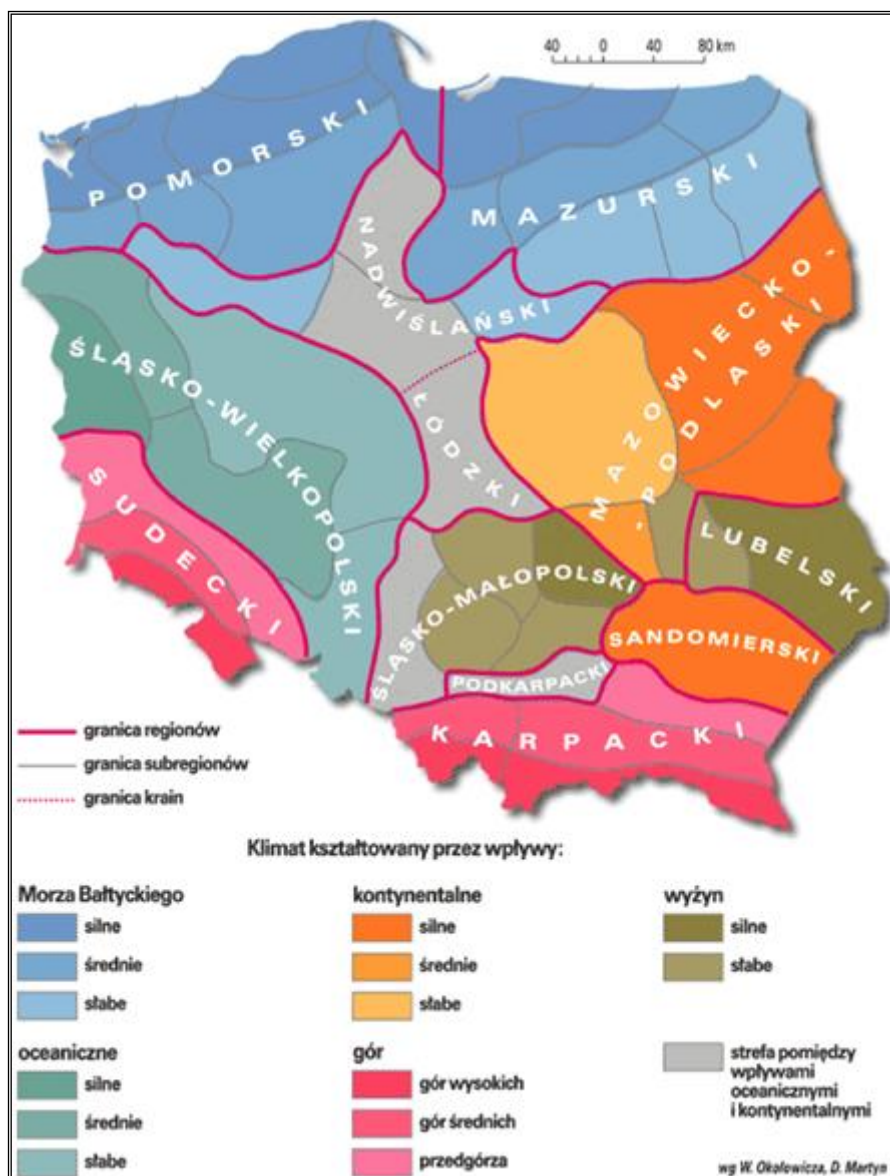 40 0 40 80 km
POMORSKI
MAZURSKI
NADWIŚLAŃSKI
MAZOWIECKO-
-PODLASKI
ŚLĄSKO-WIELKOPOLSKI
ŁÓDZKI
SUDECKI
LUBELSKI
ŚLĄSKO-MAŁOPOLSKI
SANDOMIERSKI
PODKARPACKI
KARPACKI
granica regionów
granica subregionów
granica krain
Klimat kształtowany przez wpływy:
Morza Bałtyckiego
silne
średnie
słabe
kontynentalne
silne
średnie
słabe
wyżyn
silne
słabe
oceaniczne
silne
średnie
słabe
gór
gór wysokich
gór średnich
przedgórza
strefa pomiędzy
wpływami
oceanicznymi
i kontynentalnymi
wg W. Okołowicza, D. Martyn